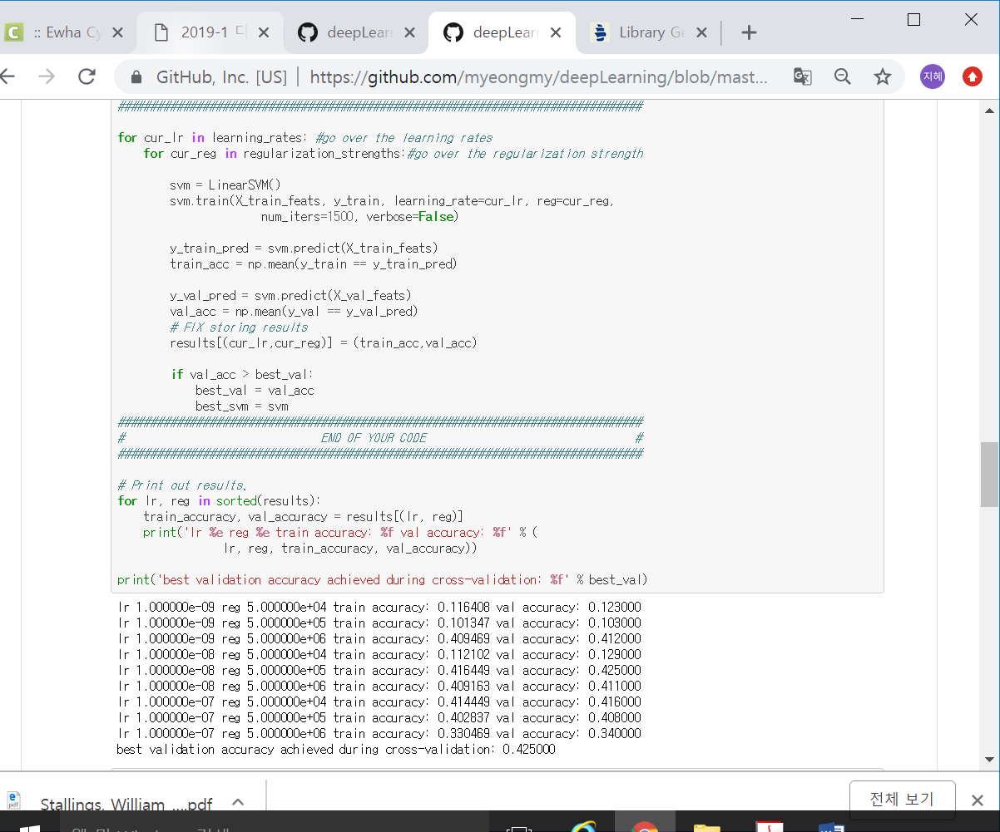 :: Ewha Cy
2019-1 디
deepLearn
deepLearn
Library Ge
GitHub, Inc. [US] | https://github.com/myeongmy/deepLearning/blob/mast...
지혜
################################################################################
for cur_lr in learning_rates: #go over the learning rates
    for cur_reg in regularization_strengths:#go over the regularization strength
        svm = LinearSVM()
        svm.train(X_train_feats, y_train, learning_rate=cur_lr, reg=cur_reg,
                      num_iters=1500, verbose=False)
        y_train_pred = svm.predict(X_train_feats)
        train_acc = np.mean(y_train == y_train_pred)
        y_val_pred = svm.predict(X_val_feats)
        val_acc = np.mean(y_val == y_val_pred)
        # FIX storing results
        results[(cur_lr,cur_reg)] = (train_acc,val_acc)
        if val_acc > best_val:
            best_val = val_acc
            best_svm = svm
################################################################################
#                              END OF YOUR CODE                                #
################################################################################
# Print out results.
for lr, reg in sorted(results):
    train_accuracy, val_accuracy = results[(lr, reg)]
    print('lr %e reg %e train accuracy: %f val accuracy: %f' % (
                lr, reg, train_accuracy, val_accuracy))
print('best validation accuracy achieved during cross-validation: %f' % best_val)
lr 1.000000e-09 reg 5.000000e+04 train accuracy: 0.116408 val accuracy: 0.123000
lr 1.000000e-09 reg 5.000000e+05 train accuracy: 0.101347 val accuracy: 0.103000
lr 1.000000e-09 reg 5.000000e+06 train accuracy: 0.409469 val accuracy: 0.412000
lr 1.000000e-08 reg 5.000000e+04 train accuracy: 0.112102 val accuracy: 0.129000
lr 1.000000e-08 reg 5.000000e+05 train accuracy: 0.416449 val accuracy: 0.425000
lr 1.000000e-08 reg 5.000000e+06 train accuracy: 0.409163 val accuracy: 0.411000
lr 1.000000e-07 reg 5.000000e+04 train accuracy: 0.414449 val accuracy: 0.416000
lr 1.000000e-07 reg 5.000000e+05 train accuracy: 0.402837 val accuracy: 0.408000
lr 1.000000e-07 reg 5.000000e+06 train accuracy: 0.330469 val accuracy: 0.340000
best validation accuracy achieved during cross-validation: 0.425000
Stallings, William ....pdf
전체 보기